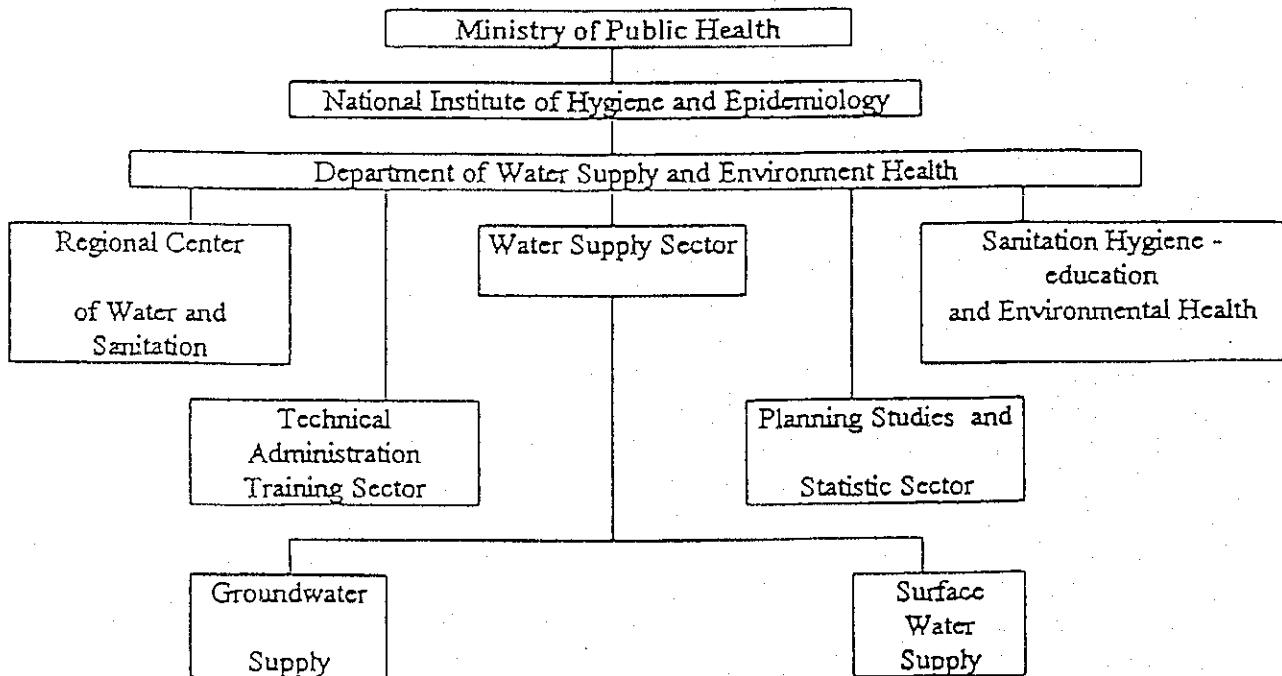 Ministry of Public Health
National Institute of Hygiene and Epidemiology
Department of Water Supply and Environment Health
Regional Center
of Water and
Sanitation
Water Supply Sector
Sanitation Hygiene -
education
and Environmental Health
Technical
Administration
Training Sector
Planning Studies and
Statistic Sector
Groundwater
Supply
Surface
Water
Supply